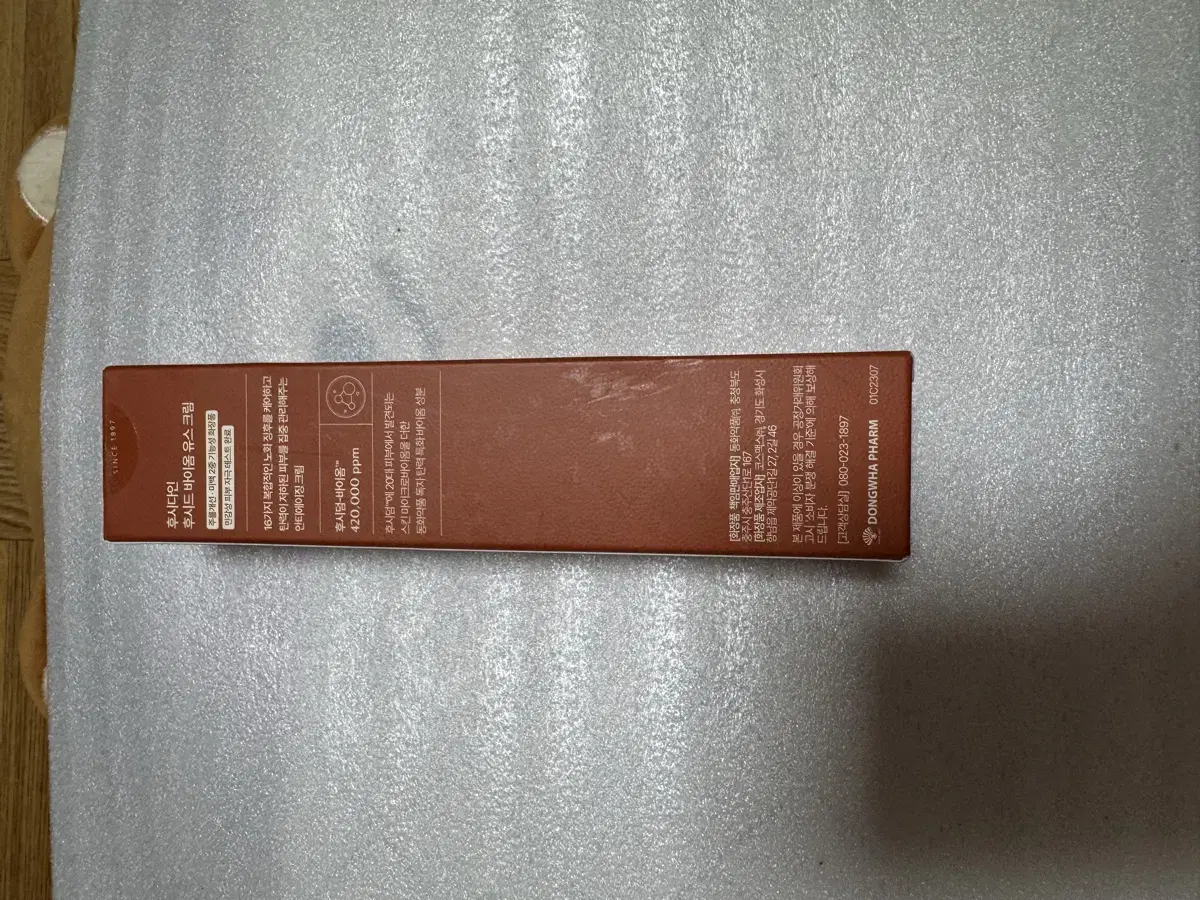 SINCE 1897
후시다인
후시드 바이옴 유스 크림
주름개선·미백 2중 기능성 화장품
민감성 피부 자극 테스트 완료
16가지 복합적인 노화 징후를 케어하고
탄력이 저하된 피부를 집중 관리해주는
안티에이징 크림
후시덤-바이옴™
420,000 ppm
후시덤™에 20대 피부에서 발견되는
스킨 마이크로바이옴을 더한
동화약품 독자 탄력 특화 바이옴 성분
[화장품 책임판매업자] 동화약품㈜, 충청북도
충주시 충주산단1로 167
[화장품 제조업자] 코스맥스㈜, 경기도 화성시
향남읍 제약공단1길 27, 2길 46
본 제품에 이상이 있을 경우 공정거래위원회
고시 '소비자 분쟁 해결 기준'에 의해 보상해
드립니다.
[고객상담실] 080-023-1897
DONGWHA PHARM
01C2307